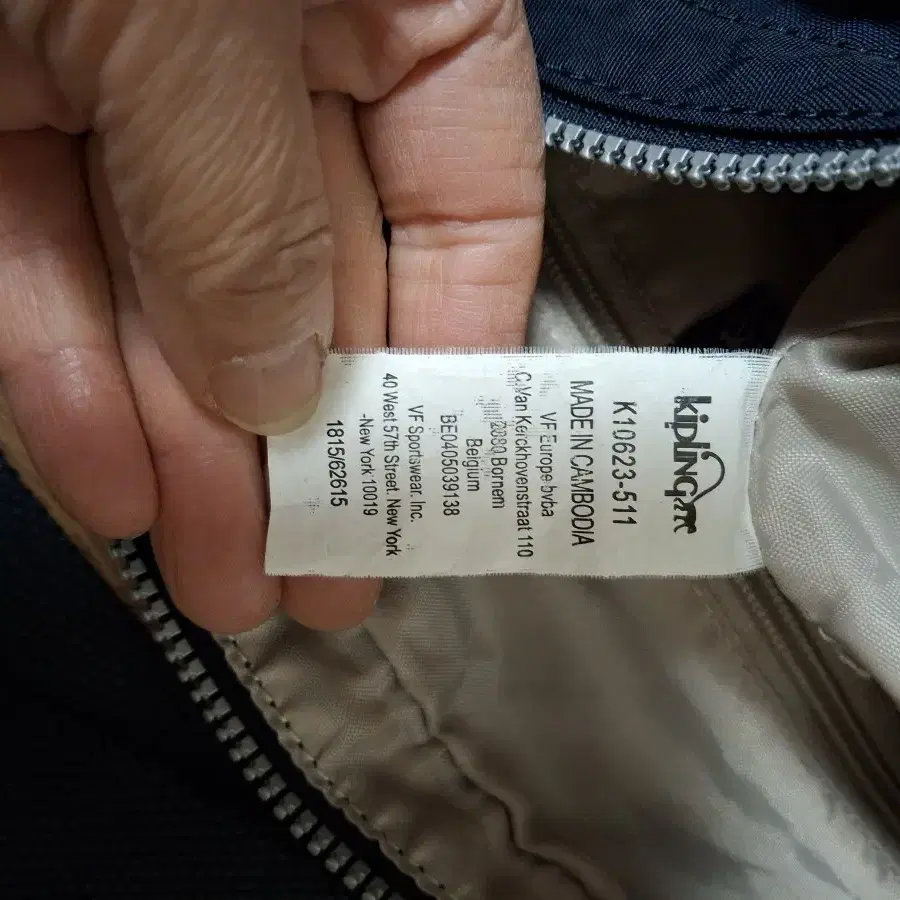 kipling
K10623-511
MADE IN CAMBODIA
VF Europe bvba
C. Van Kerckhovenstraat 110
2880 Bornem
Belgium
BE0405039138
VF Sportswear. Inc.
40 West 57th Street. New York
-New York 10019
1815/62615